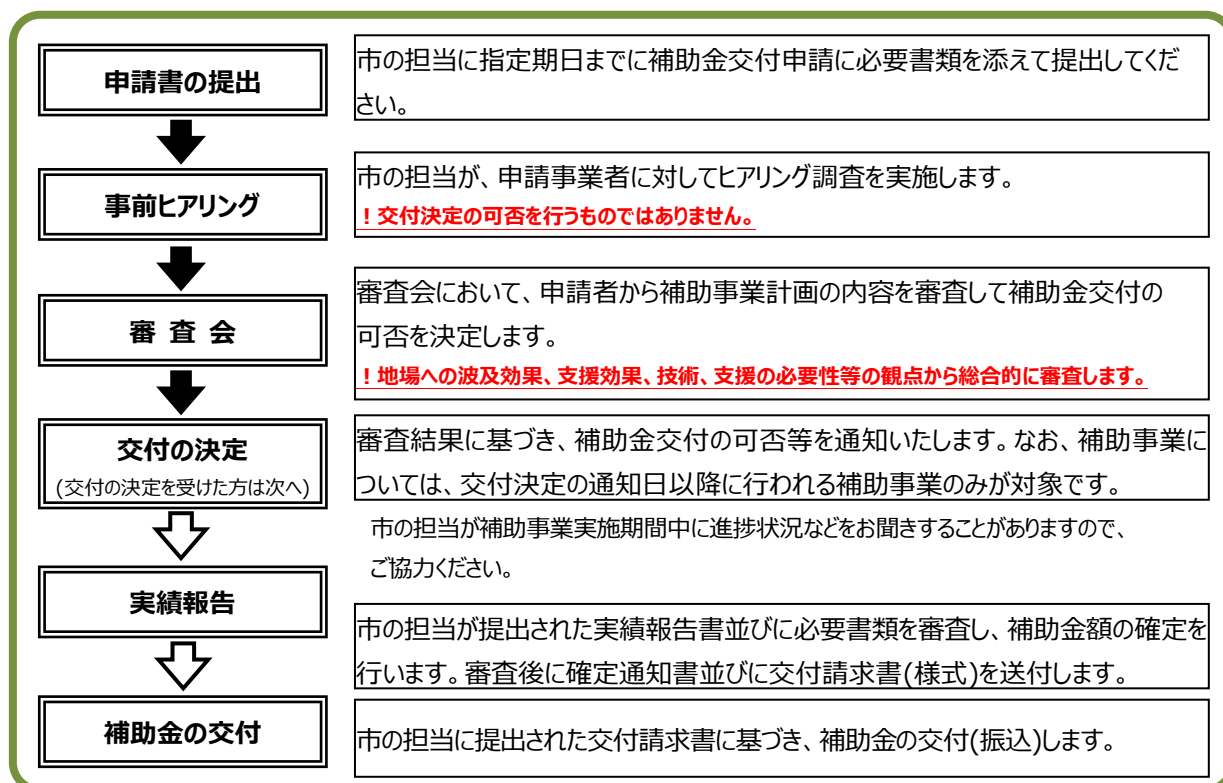 申請書の提出
市の担当に指定期日までに補助金交付申請に必要書類を添えて提出してくだ
さい。
事前ヒアリング
市の担当が、申請事業者に対してヒアリング調査を実施します。
！交付決定の可否を行うものではありません。
審 査 会
審査会において、申請者から補助事業計画の内容を審査して補助金交付の
可否を決定します。
！地場への波及効果、支援効果、技術、支援の必要性等の観点から総合的に審査します。
交付の決定
(交付の決定を受けた方は次へ)
審査結果に基づき、補助金交付の可否等を通知いたします。なお、補助事業に
ついては、交付決定の通知日以降に行われる補助事業のみが対象です。
市の担当が補助事業実施期間中に進捗状況などをお聞きすることがありますので、
ご協力ください。
実績報告
市の担当が提出された実績報告書並びに必要書類を審査し、補助金額の確定を
行います。審査後に確定通知書並びに交付請求書(様式)を送付します。
補助金の交付
市の担当に提出された交付請求書に基づき、補助金の交付(振込)します。